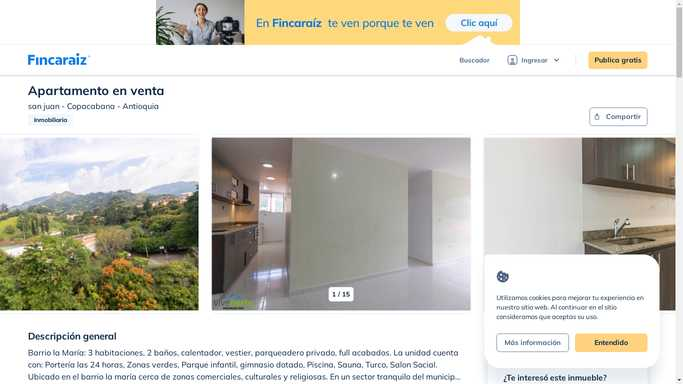 En Fincaraíz te ven porque te ven
Clic aquí
Fincaraíz
Buscador
Ingresar
Publica gratis
Apartamento en venta
san juan - Copacabana - Antioquia
Inmobiliaria
Compartir
1 / 15
Utilizamos cookies para mejorar tu experiencia en
nuestro sitio web. Al continuar en el sitio
consideramos que aceptas su uso.
Más información
Entendido
Descripción general
Barrio la María: 3 habitaciones, 2 baños, calentador, vestier, parqueadero privado, full acabados. La unidad cuenta
con: Portería las 24 horas, Zonas verdes, Parque infantil, gimnasio dotado, Piscina, Sauna, Turco, Salon Social.
Ubicado en el barrio la maría cerca de zonas comerciales, culturales y religiosas. En un sector tranquilo del municip...
¿Te interesó este inmueble?